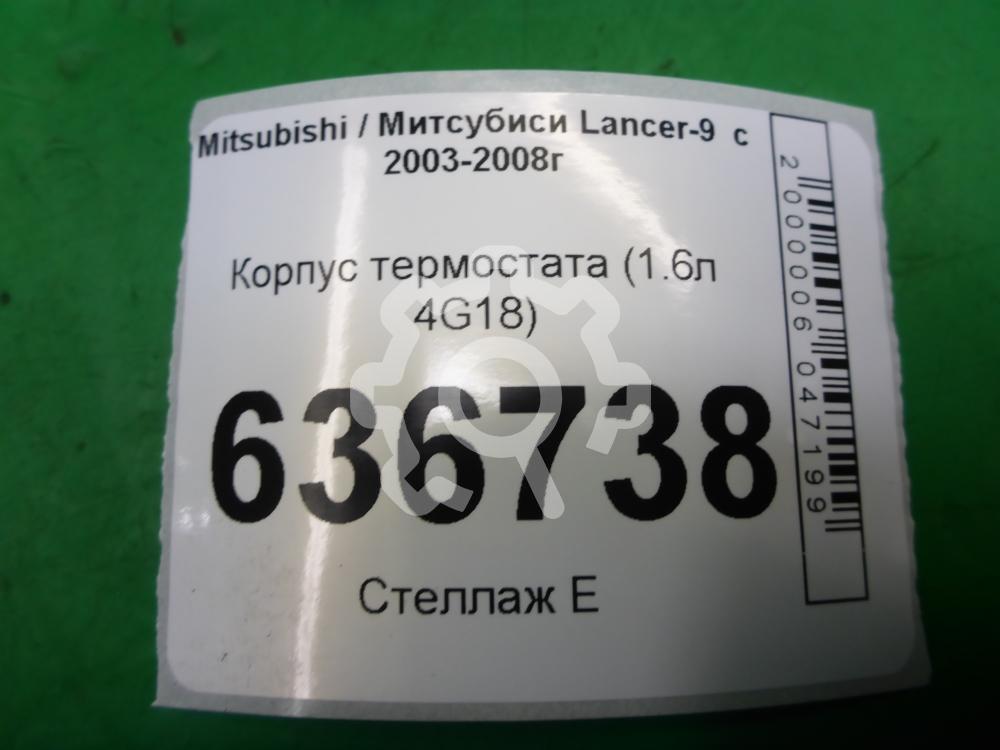 Mitsubishi / Митсубиси Lancer-9 с
2003-2008г
Корпус термостата (1.6л
4G18)
636738
Стеллаж Е
2000006047199